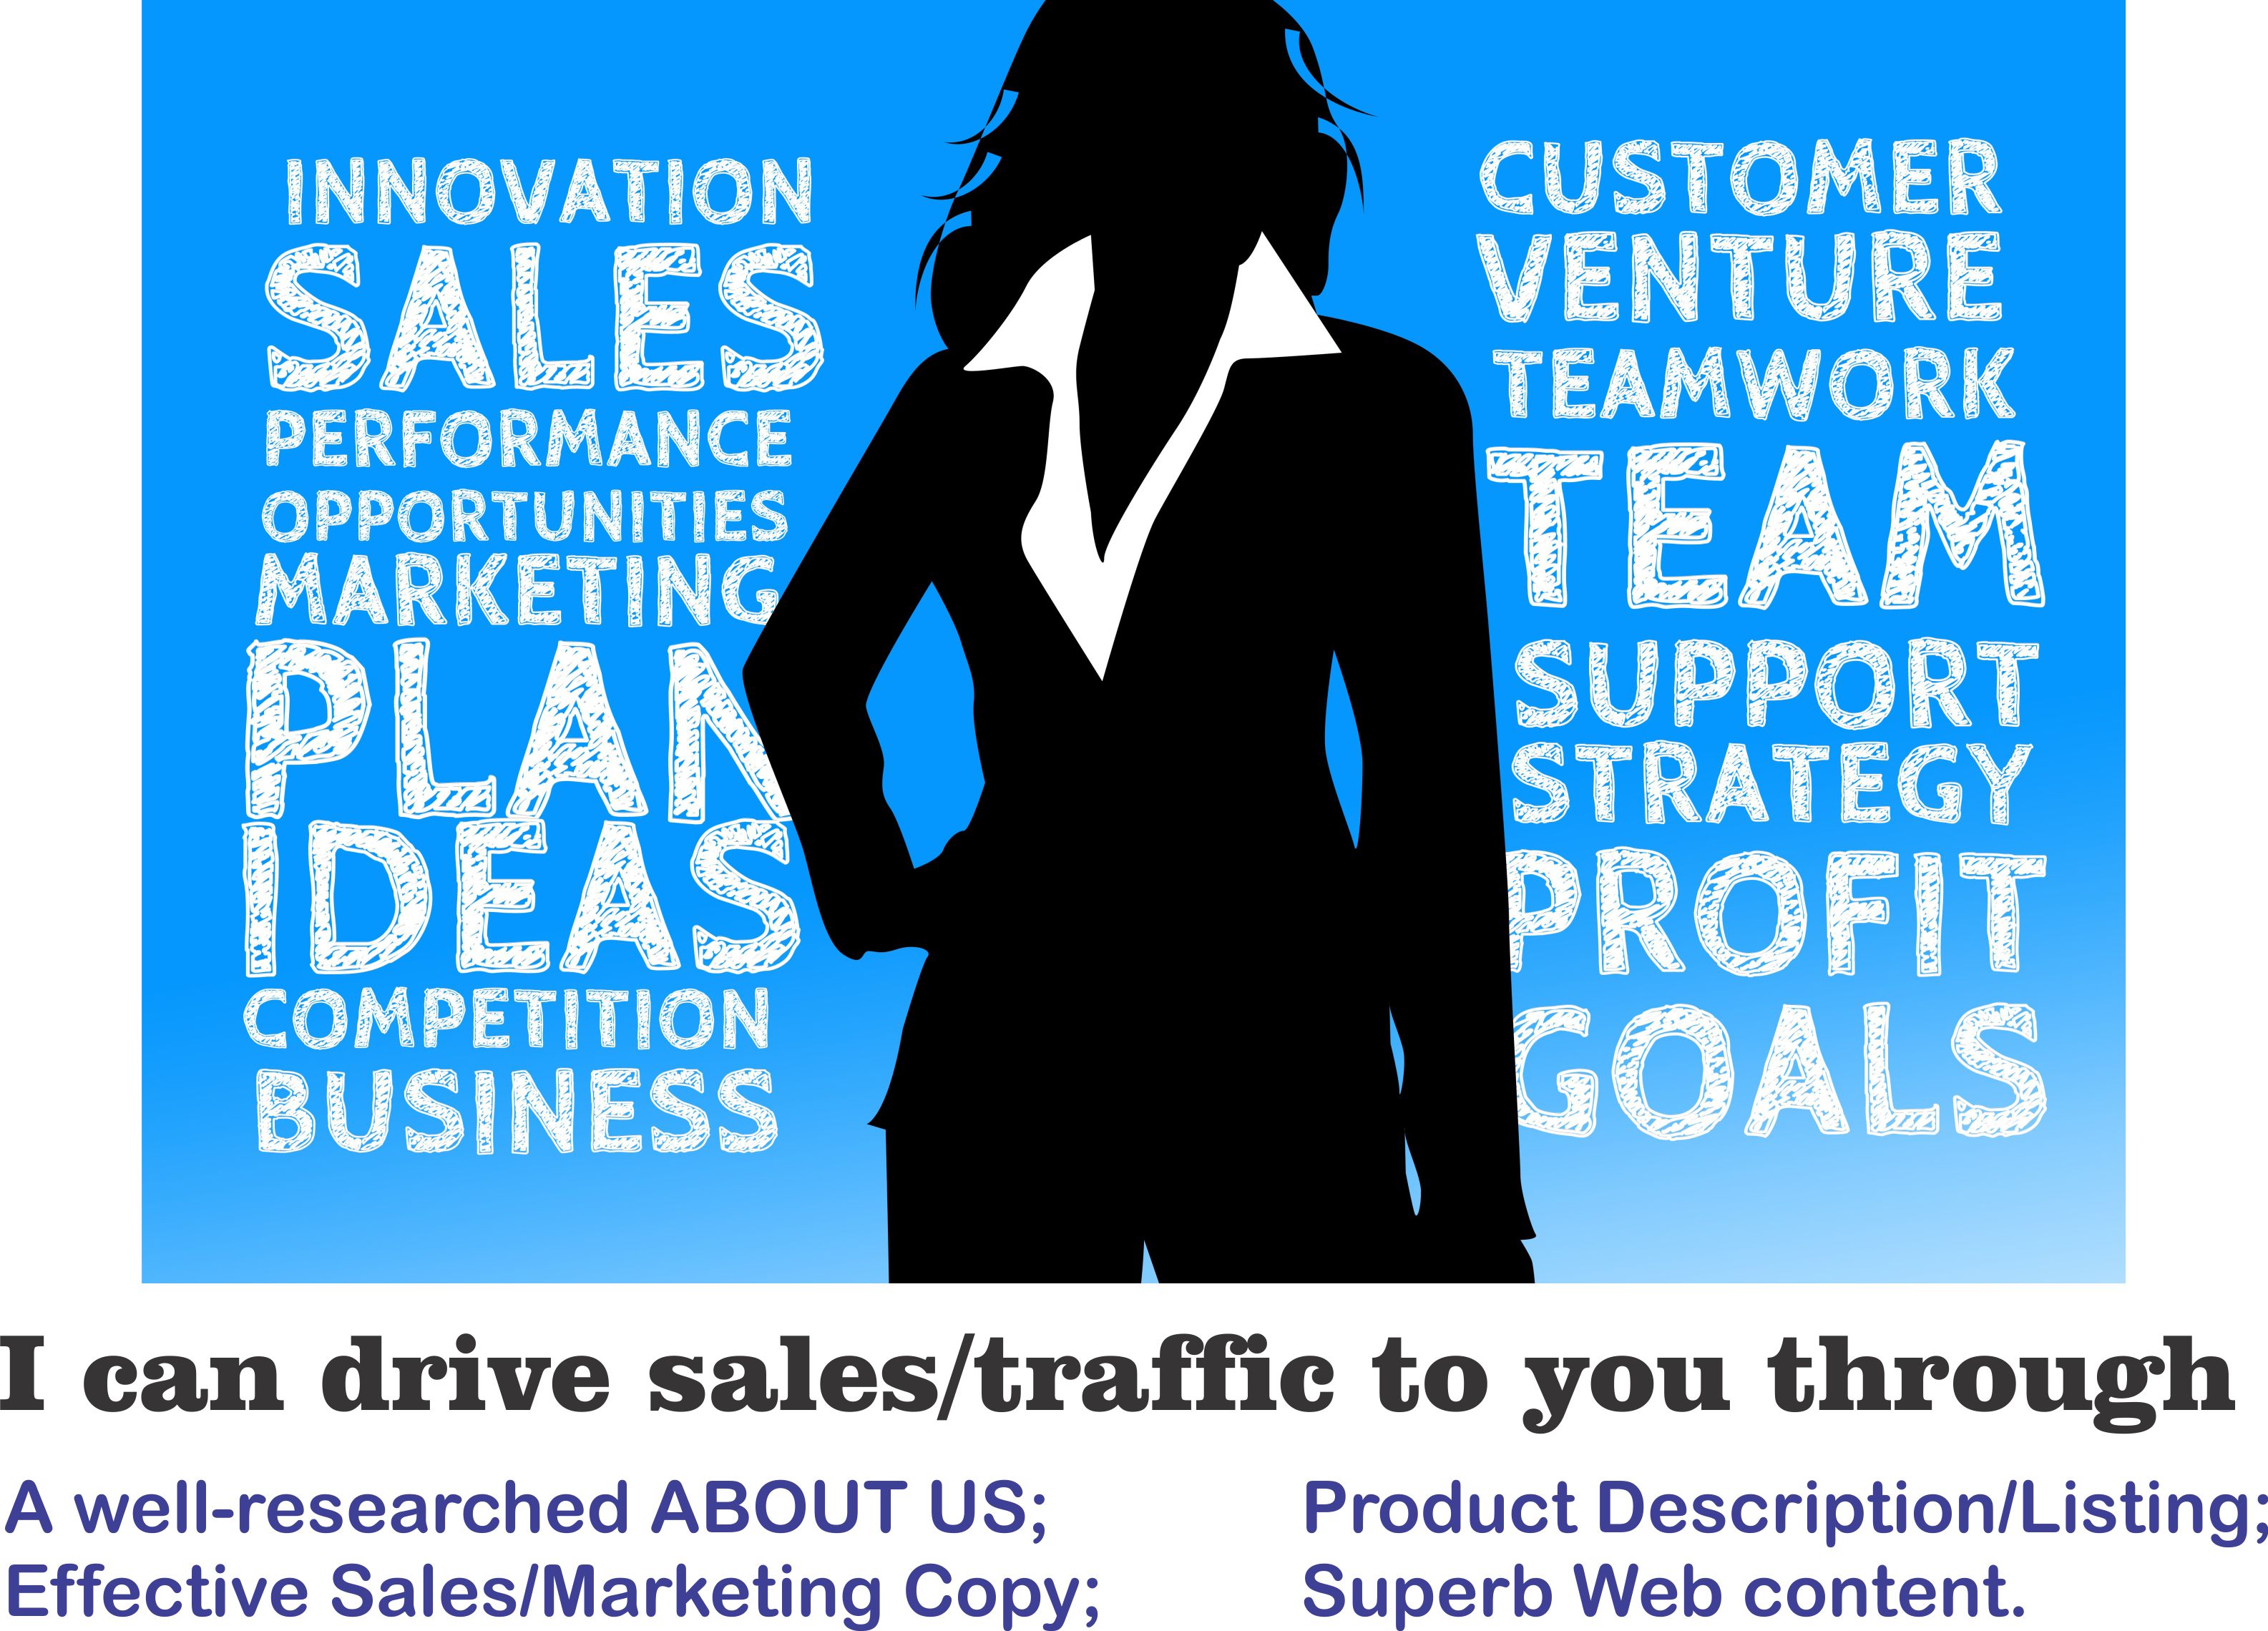 INNOVATION
SALES
PERFORMANCE
OPPORTUNITIES
MARKETING
PLAN
IDEAS
COMPETITION
BUSINESS
CUSTOMER
VENTURE
TEAMWORK
TEAM
SUPPORT
STRATEGY
PROFIT
GOALS
I can drive sales/traffic to you through
A well-researched ABOUT US;
Effective Sales/Marketing Copy;
Product Description/Listing;
Superb Web content.